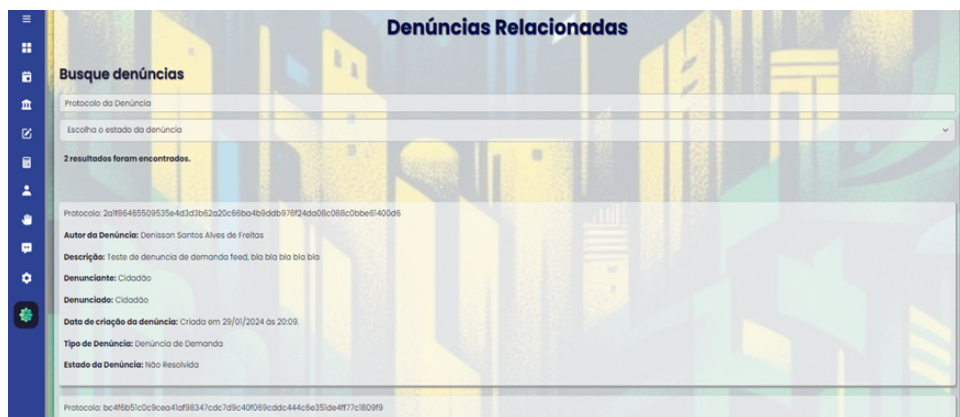 Denúncias Relacionadas
Busque denúncias
Protocolo da Denúncia
Escolha o estado da denúncia
2 resultados foram encontrados.
Protocolo: 2a1f86465509535e4d3d3b62a20c66ba4b9ddb976f24da08c088c0bbe61400d6
Autor da Denúncia: Denisson Santos Alves de Freitas
Descrição: Teste de denuncia de demanda feed, bla bla bla bla bla
Denunciante: Cidadão
Denunciado: Cidadão
Data de criação da denúncia: Criada em 29/01/2024 às 20:09.
Tipo de Denúncia: Denúncia de Demanda
Estado da Denúncia: Não Resolvida
Protocolo: bc4f6b51c0c9cea41af98347cdc7d9c40f069cddc444c6e351de4ff77c1809f9